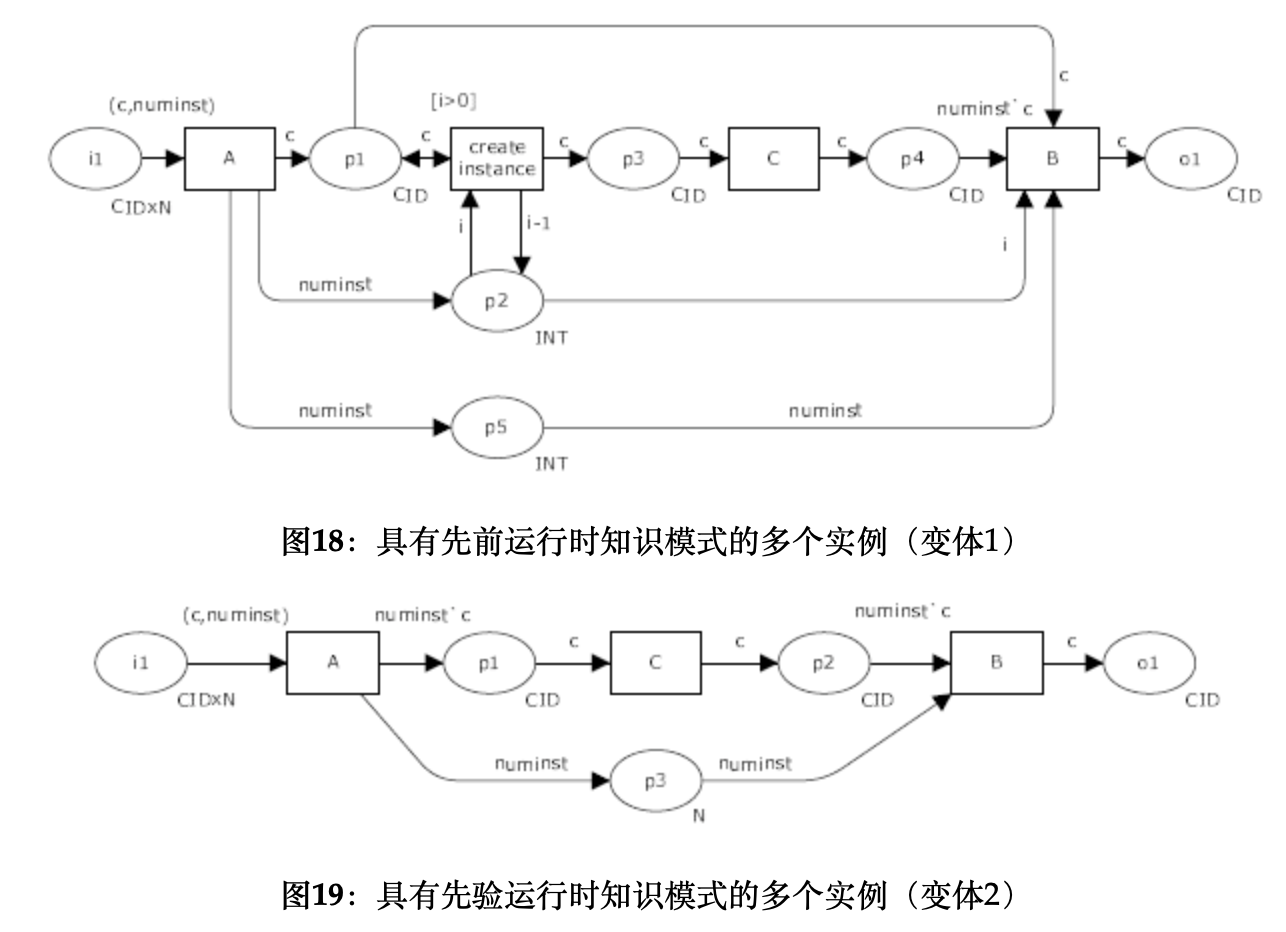 c
(c,numinst)
[i>0]
numinst`c
i1
A
c
p1
c
create
instance
c
p3
c
C
c
p4
B
c
o1
CIDxN
CID
CID
CID
CID
i
i-1
i
numinst
p2
INT
numinst
p5
numinst
INT
图18：具有先前运行时知识模式的多个实例（变体1）
(c,numinst)
numinst`c
numinst`c
i1
A
p1
c
C
c
p2
B
c
o1
CIDxN
CID
CID
CID
numinst
p3
numinst
N
图19：具有先验运行时知识模式的多个实例（变体2）